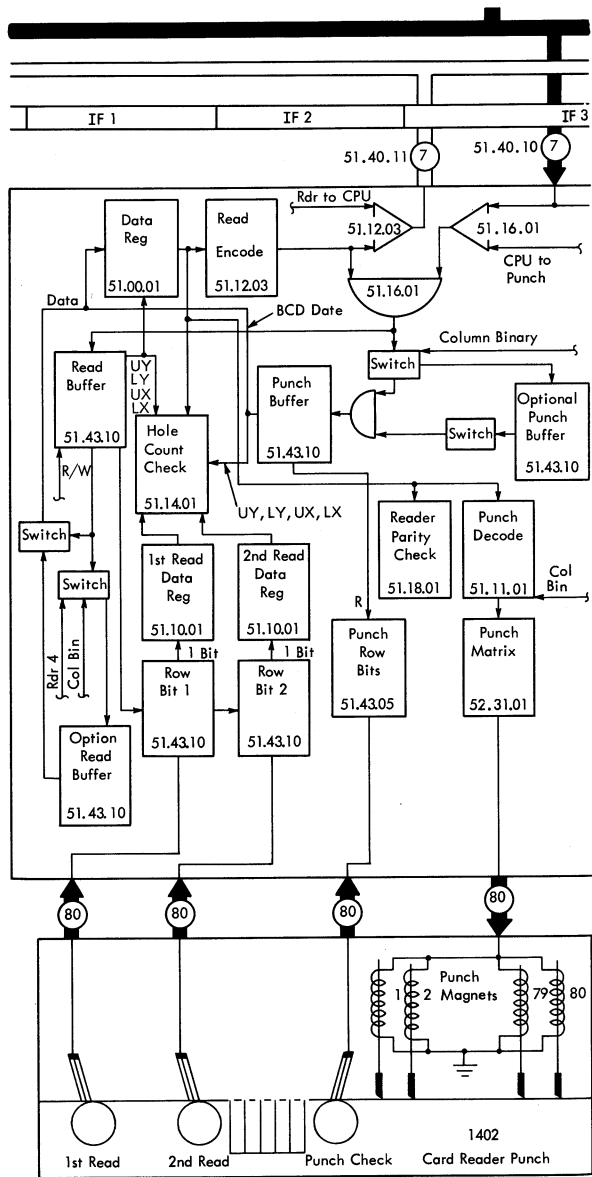 IF 1
IF 2
IF 3
51.40.11
7
51.40.10
7
Rdr to CPU
51.12.03
51.16.01
CPU to
Punch
Data
Reg
51.00.01
Read
Encode
51.12.03
51.16.01
Data
BCD Date
Column Binary
Switch
Read
Buffer
51.43.10
UY
LY
UX
LX
Hole
Count
Check
51.14.01
Punch
Buffer
51.43.10
Switch
Optional
Punch
Buffer
51.43.10
R/W
UY, LY, UX, LX
Switch
Switch
1st Read
Data
Reg
51.10.01
2nd Read
Data
Reg
51.10.01
Reader
Parity
Check
51.18.01
Punch
Decode
51.11.01
Col
Bin
R
1 Bit
1 Bit
Rdr 4
Col Bin
Row
Bit 1
51.43.10
Row
Bit 2
51.43.10
Punch
Row
Bits
51.43.05
Punch
Matrix
52.31.01
Option
Read
Buffer
51.43.10
80
80
80
80
1
2
Punch
Magnets
79
80
1st Read
2nd Read
Punch Check
1402
Card Reader Punch